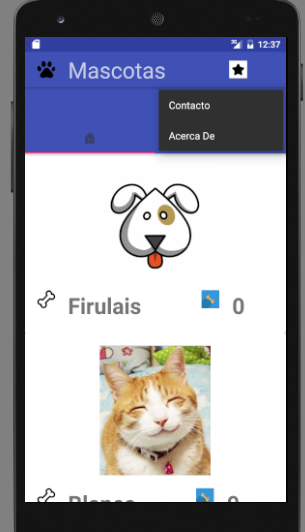 12:37
Mascotas
Contacto
Acerca De
Firulais 0